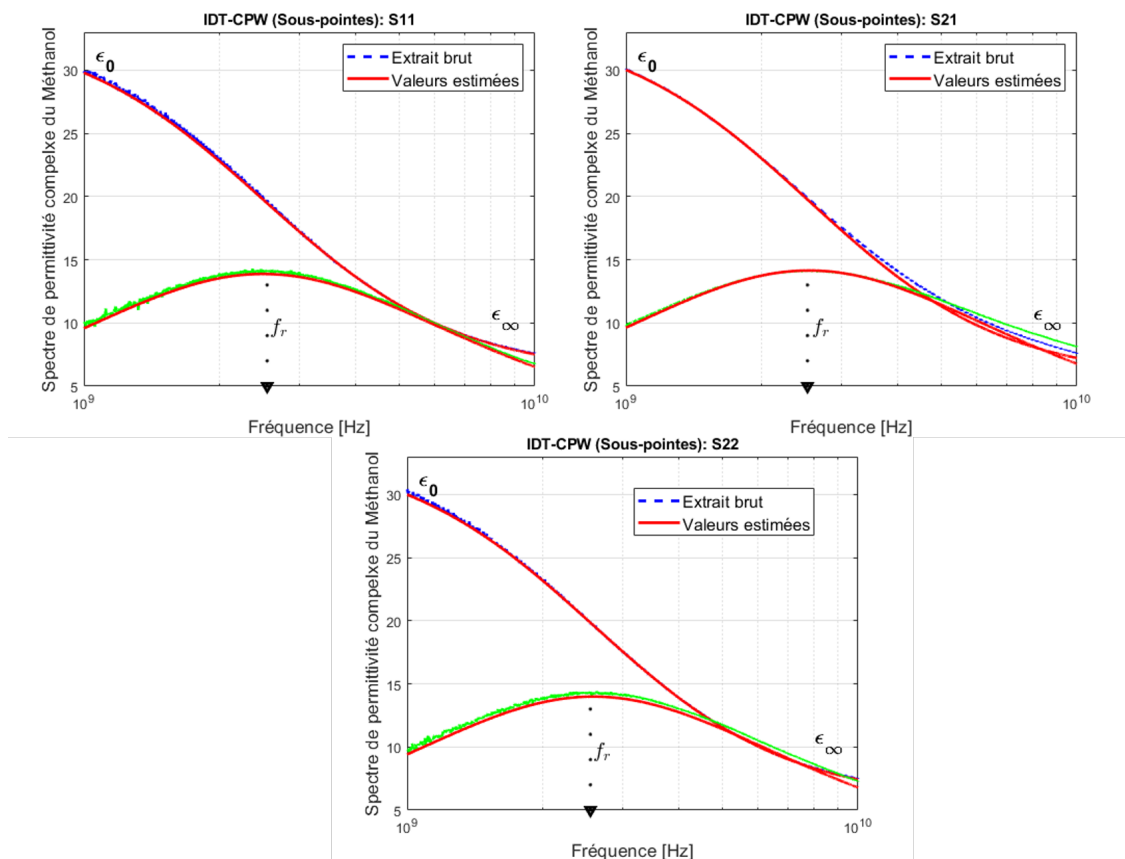 IDT-CPW (Sous-pointes): S11
Spectre de permittivité compelxe du Méthanol
30
25
20
15
10
5
ϵ0
Extrait brut
Valeurs estimées
fr
ϵ∞
10^9
10^10
Fréquence [Hz]
IDT-CPW (Sous-pointes): S21
Spectre de permittivité compelxe du Méthanol
30
25
20
15
10
5
ϵ0
Extrait brut
Valeurs estimées
fr
ϵ∞
10^9
10^10
Fréquence [Hz]
IDT-CPW (Sous-pointes): S22
Spectre de permittivité compelxe du Méthanol
30
25
20
15
10
5
ϵ0
Extrait brut
Valeurs estimées
fr
ϵ∞
10^9
10^10
Fréquence [Hz]